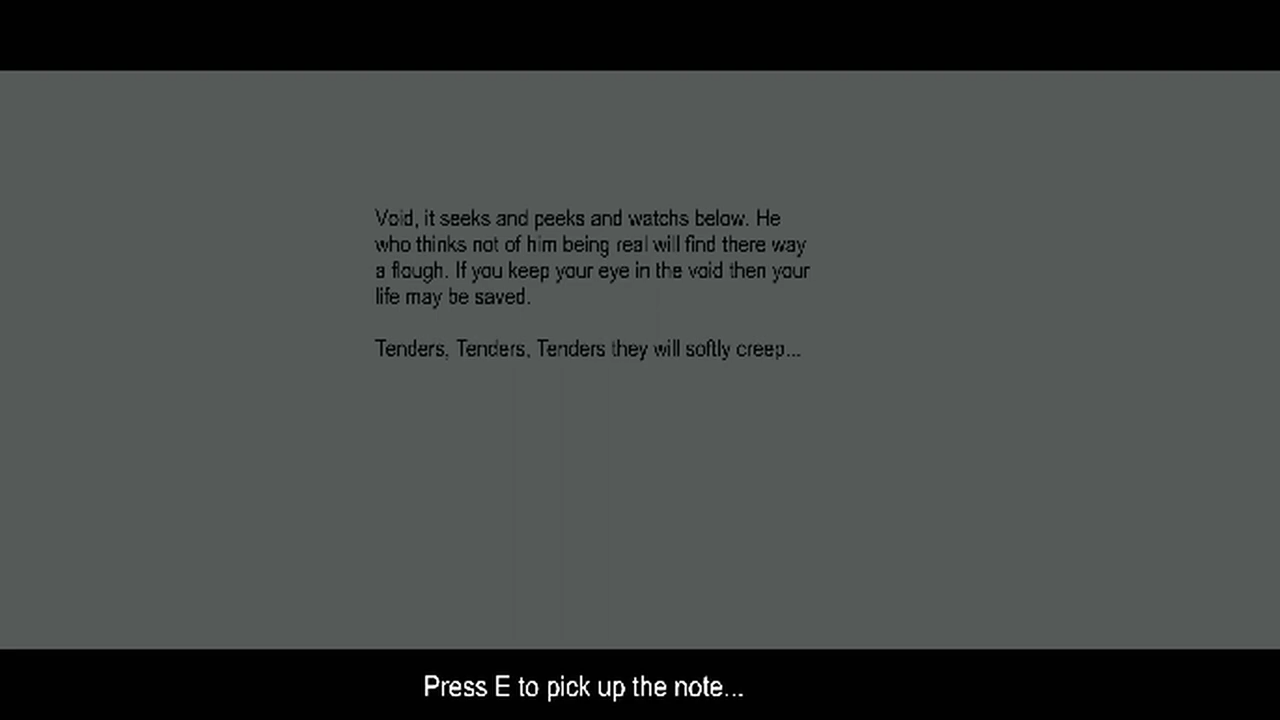 Void, it seeks and peeks and watchs below. He
who thinks not of him being real will find there way
a flough. If you keep your eye in the void then your
life may be saved.
Tenders, Tenders, Tenders they will softly creep...
Press E to pick up the note...